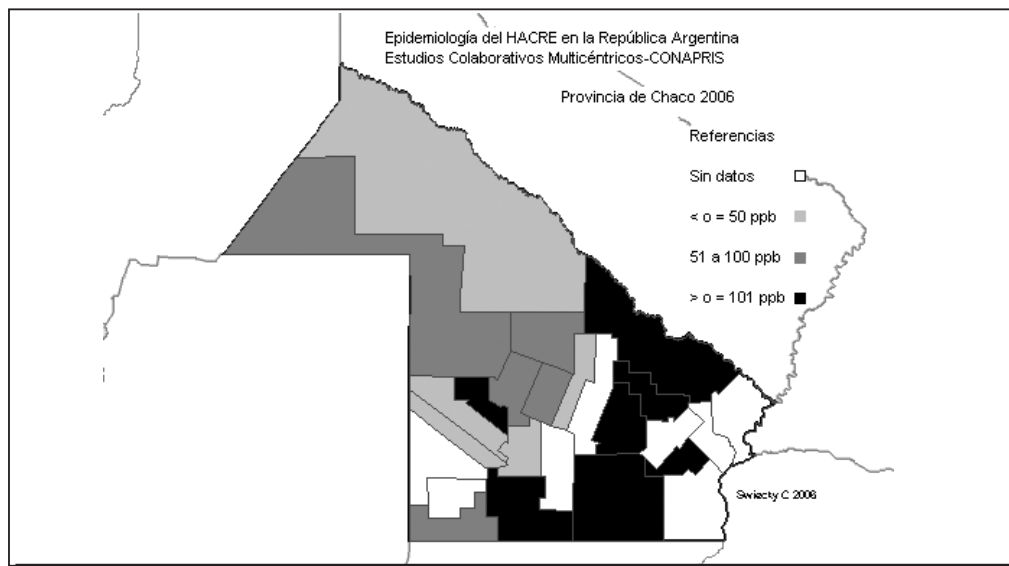 Epidemiología del HACRE en la República Argentina
Estudios Colaborativos Multicéntricos-CONAPRIS
Provincia de Chaco 2006
Referencias
Sin datos
< o = 50 ppb
51 a 100 ppb
> o = 101 ppb
Swiecty C 2006